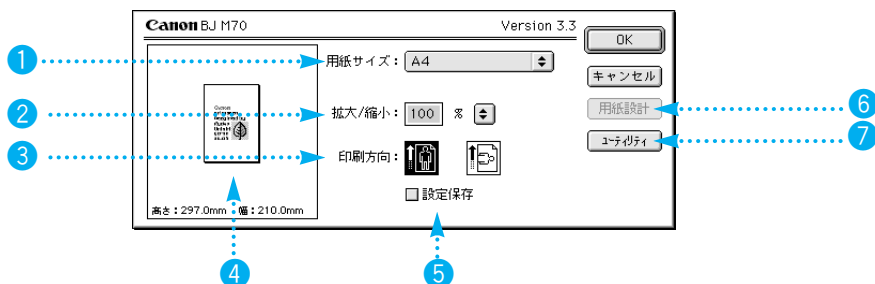 Canon BJ M70 Version 3.3
OK
キャンセル
用紙設計
ユーティリティ
用紙サイズ： A4
拡大/縮小： 100 %
印刷方向：
設定保存
高さ：297.0mm 幅：210.0mm
1
2
3
4
5
6
7